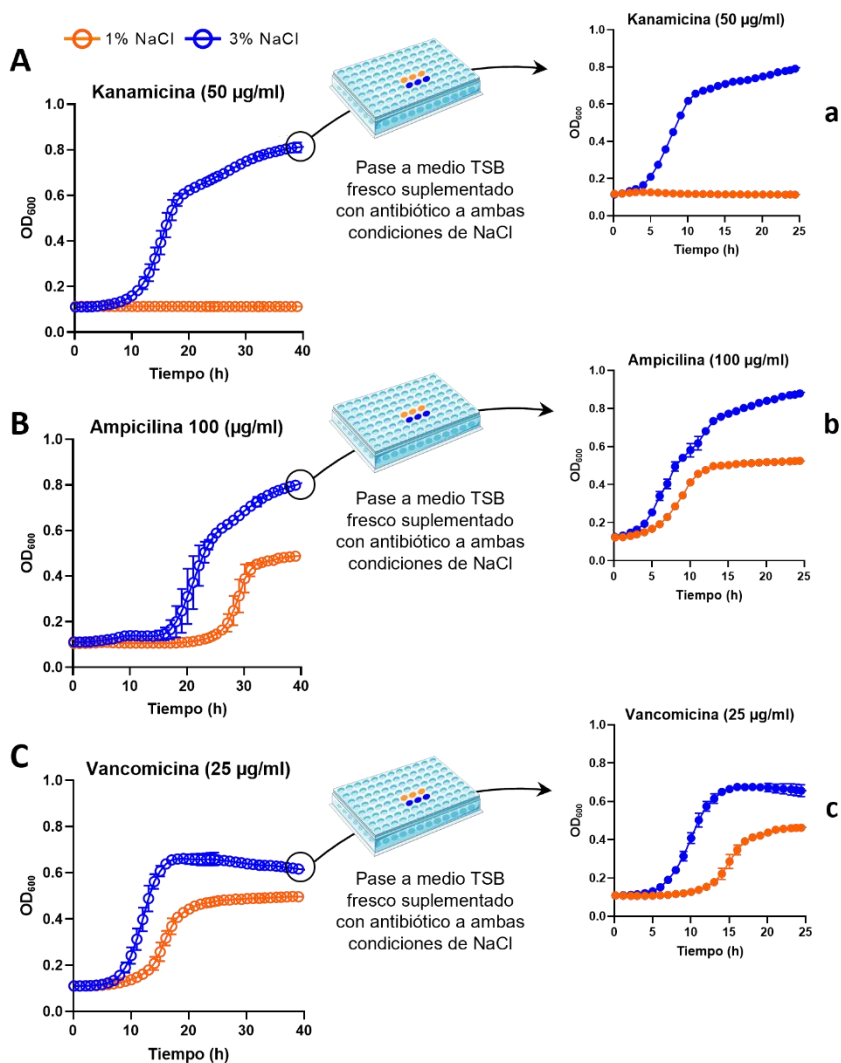 1% NaCl 3% NaCl
A
Kanamicina (50 µg/ml)
OD600
1.0
0.8
0.6
0.4
0.2
0.0
0 10 20 30 40
Tiempo (h)
Pase a medio TSB
fresco suplementado
con antibiótico a ambas
condiciones de NaCl
Kanamicina (50 µg/ml)
a
OD600
1.0
0.8
0.6
0.4
0.2
0.0
0 5 10 15 20 25
Tiempo (h)
B
Ampicilina 100 (µg/ml)
OD600
1.0
0.8
0.6
0.4
0.2
0.0
0 10 20 30 40
Tiempo (h)
Pase a medio TSB
fresco suplementado
con antibiótico a ambas
condiciones de NaCl
Ampicilina (100 µg/ml)
b
OD600
1.0
0.8
0.6
0.4
0.2
0.0
0 5 10 15 20 25
Tiempo (h)
C
Vancomicina (25 µg/ml)
OD600
1.0
0.8
0.6
0.4
0.2
0.0
0 10 20 30 40
Tiempo (h)
Pase a medio TSB
fresco suplementado
con antibiótico a ambas
condiciones de NaCl
Vancomicina (25 µg/ml)
c
OD600
1.0
0.8
0.6
0.4
0.2
0.0
0 5 10 15 20 25
Tiempo (h)